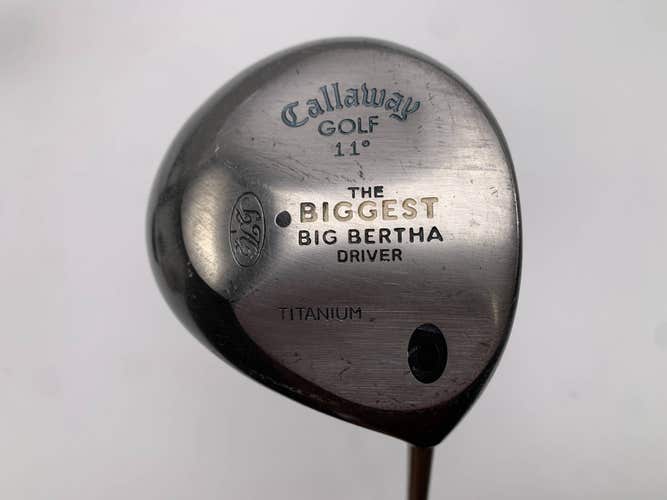 Callaway
GOLF
11°
THE
BIGGEST
BIG BERTHA
DRIVER
TITANIUM